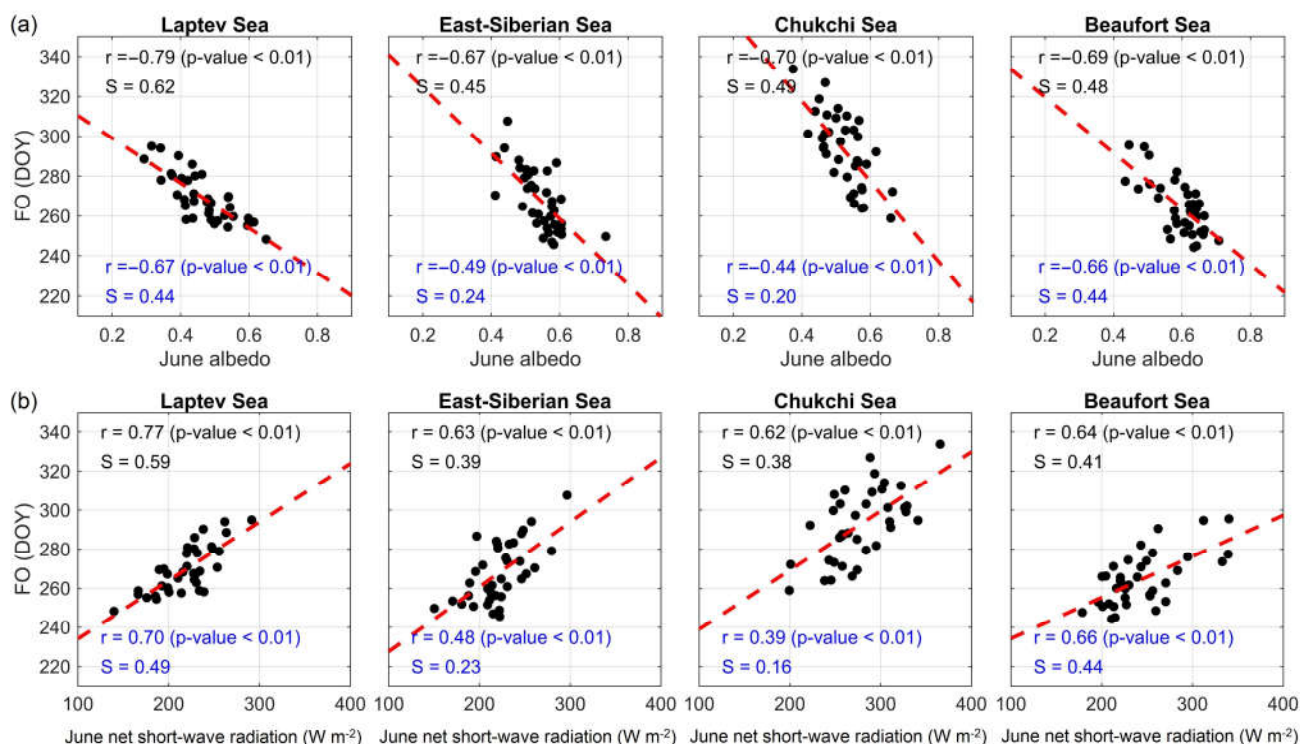 (a)
Laptev Sea
East-Siberian Sea
Chukchi Sea
Beaufort Sea
FO (DOY)
340
320
300
280
260
240
220
r =−0.79 (p-value < 0.01)
S = 0.62
r =−0.67 (p-value < 0.01)
S = 0.44
r =−0.67 (p-value < 0.01)
S = 0.45
r =−0.49 (p-value < 0.01)
S = 0.24
r =−0.70 (p-value < 0.01)
S = 0.49
r =−0.44 (p-value < 0.01)
S = 0.20
r =−0.69 (p-value < 0.01)
S = 0.48
r =−0.66 (p-value < 0.01)
S = 0.44
0.2 0.4 0.6 0.8
0.2 0.4 0.6 0.8
0.2 0.4 0.6 0.8
0.2 0.4 0.6 0.8
June albedo
June albedo
June albedo
June albedo
(b)
Laptev Sea
East-Siberian Sea
Chukchi Sea
Beaufort Sea
FO (DOY)
340
320
300
280
260
240
220
r = 0.77 (p-value < 0.01)
S = 0.59
r = 0.70 (p-value < 0.01)
S = 0.49
r = 0.63 (p-value < 0.01)
S = 0.39
r = 0.48 (p-value < 0.01)
S = 0.23
r = 0.62 (p-value < 0.01)
S = 0.38
r = 0.39 (p-value < 0.01)
S = 0.16
r = 0.64 (p-value < 0.01)
S = 0.41
r = 0.66 (p-value < 0.01)
S = 0.44
100 200 300 400
100 200 300 400
100 200 300 400
100 200 300 400
June net short-wave radiation (W m⁻²)
June net short-wave radiation (W m⁻²)
June net short-wave radiation (W m⁻²)
June net short-wave radiation (W m⁻²)